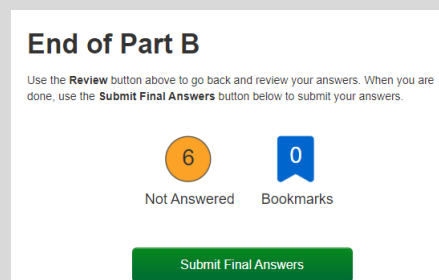 End of Part B
Use the Review button above to go back and review your answers. When you are
done, use the Submit Final Answers button below to submit your answers.
6
0
Not Answered
Bookmarks
Submit Final Answers